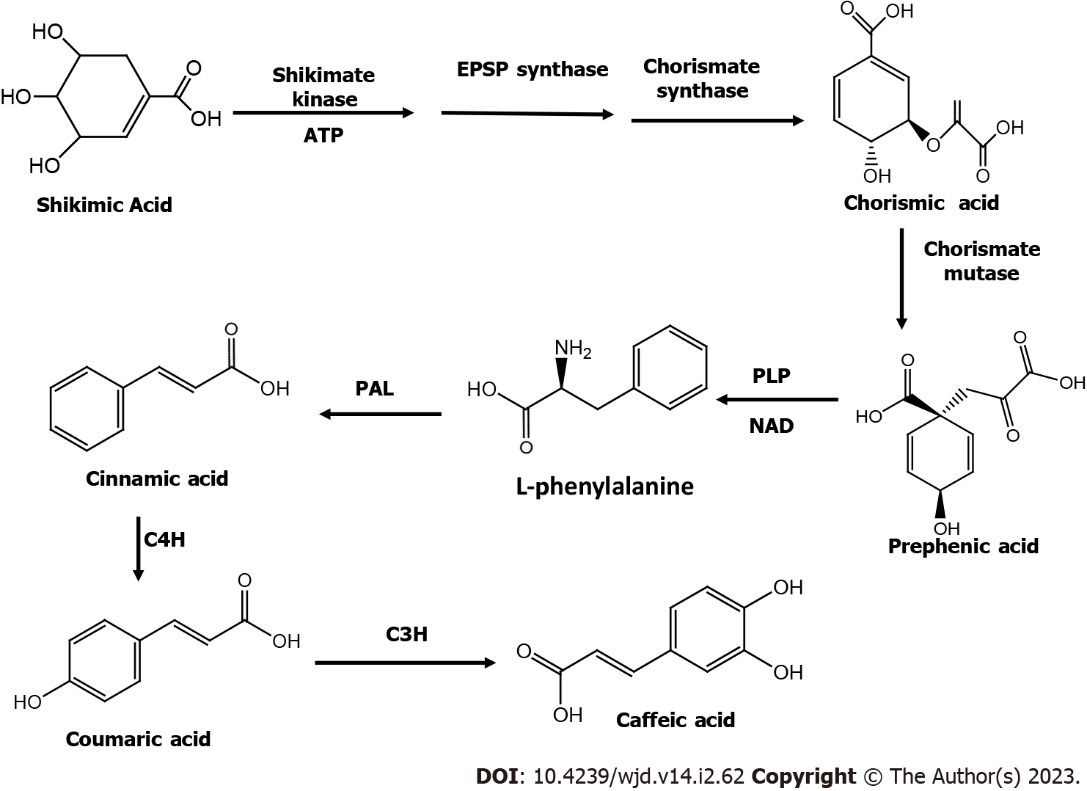 HO
HO
HO
O
OH
Shikimic Acid
Shikimate
kinase
ATP
EPSP synthase
Chorismate
synthase
O
OH
O
OH
O
OH
Chorismic acid
Chorismate
mutase
O
HO
O
OH
O
OH
Prephenic acid
PLP
NAD
NH2
HO
O
L-phenylalanine
PAL
O
OH
Cinnamic acid
C4H
O
OH
HO
Coumaric acid
C3H
O
OH
OH
OH
Caffeic acid
DOI: 10.4239/wjd.v14.i2.62 Copyright © The Author(s) 2023.